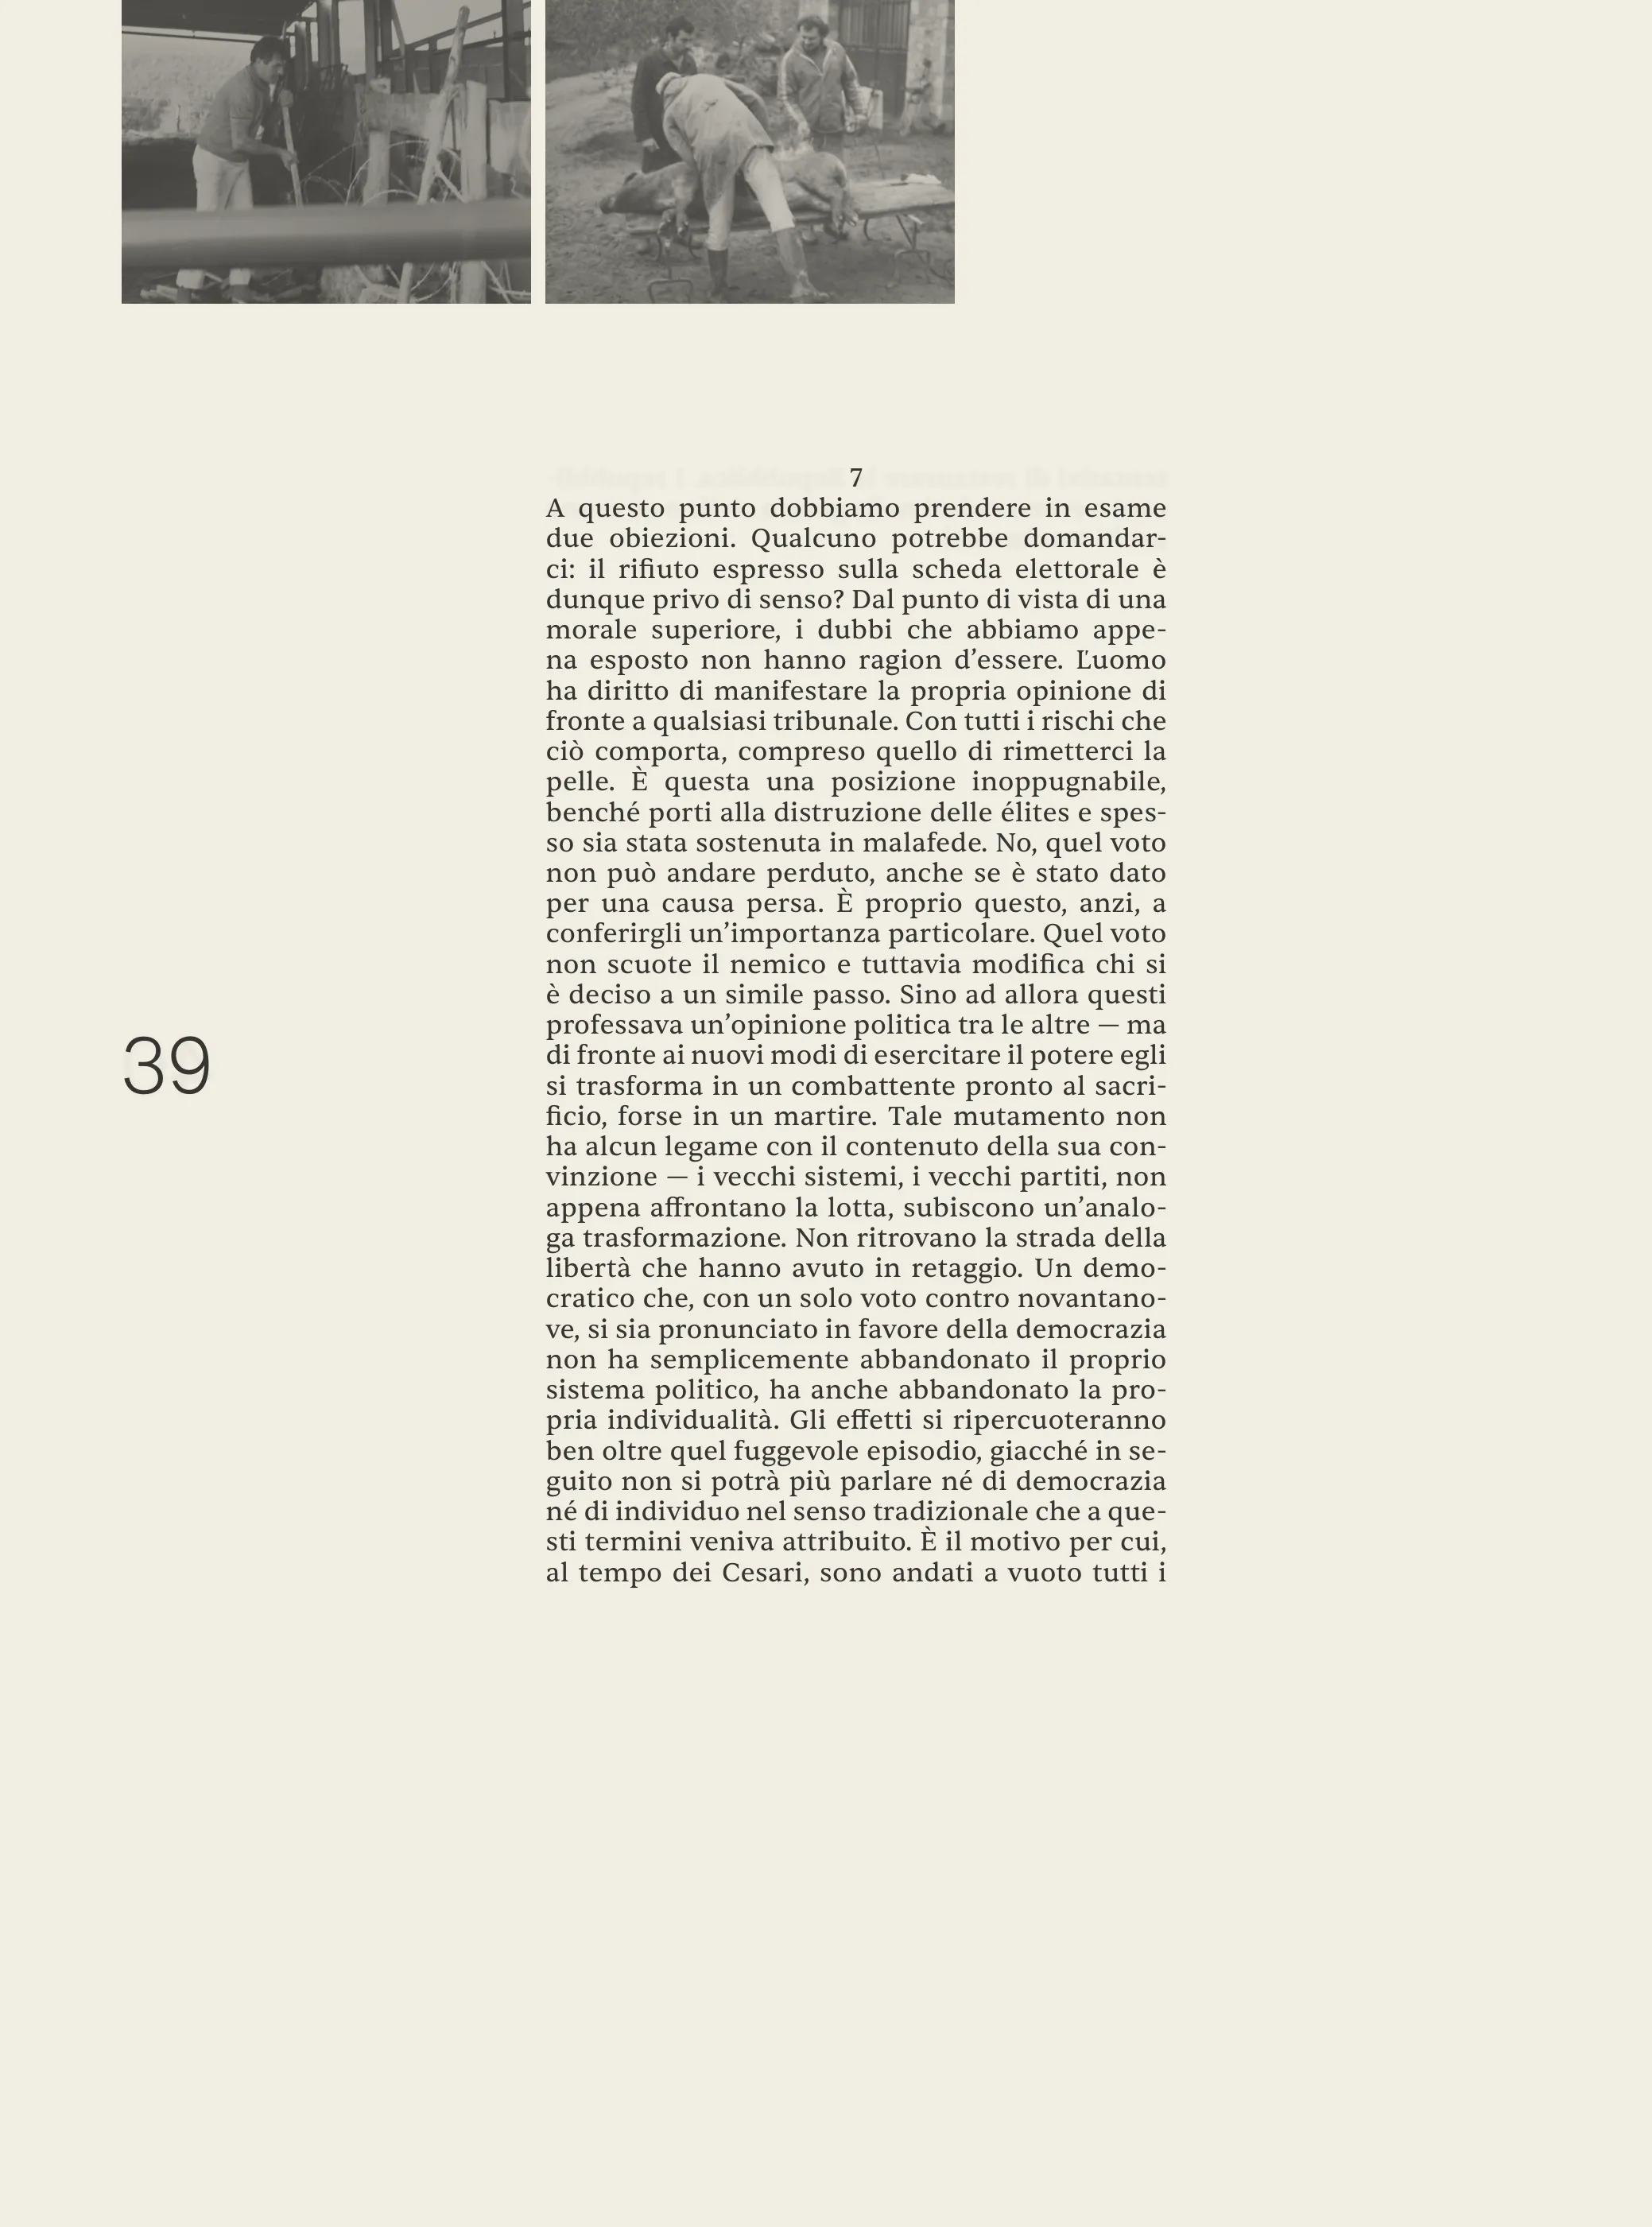 7
A questo punto dobbiamo prendere in esame
due obiezioni. Qualcuno potrebbe domandar-
ci: il rifiuto espresso sulla scheda elettorale è
dunque privo di senso? Dal punto di vista di una
morale superiore, i dubbi che abbiamo appe-
na esposto non hanno ragion d’essere. L’uomo
ha diritto di manifestare la propria opinione di
fronte a qualsiasi tribunale. Con tutti i rischi che
ciò comporta, compreso quello di rimetterci la
pelle. È questa una posizione inoppugnabile,
benché porti alla distruzione delle élites e spes-
so sia stata sostenuta in malafede. No, quel voto
non può andare perduto, anche se è stato dato
per una causa persa. È proprio questo, anzi, a
conferirgli un’importanza particolare. Quel voto
non scuote il nemico e tuttavia modifica chi si
è deciso a un simile passo. Sino ad allora questi
professava un’opinione politica tra le altre — ma
di fronte ai nuovi modi di esercitare il potere egli
si trasforma in un combattente pronto al sacri-
ficio, forse in un martire. Tale mutamento non
ha alcun legame con il contenuto della sua con-
vinzione — i vecchi sistemi, i vecchi partiti, non
appena affrontano la lotta, subiscono un’analo-
ga trasformazione. Non ritrovano la strada della
libertà che hanno avuto in retaggio. Un demo-
cratico che, con un solo voto contro novantano-
ve, si sia pronunciato in favore della democrazia
non ha semplicemente abbandonato il proprio
sistema politico, ha anche abbandonato la pro-
pria individualità. Gli effetti si ripercuoteranno
ben oltre quel fuggevole episodio, giacché in se-
guito non si potrà più parlare né di democrazia
né di individuo nel senso tradizionale che a que-
sti termini veniva attribuito. È il motivo per cui,
al tempo dei Cesari, sono andati a vuoto tutti i
39